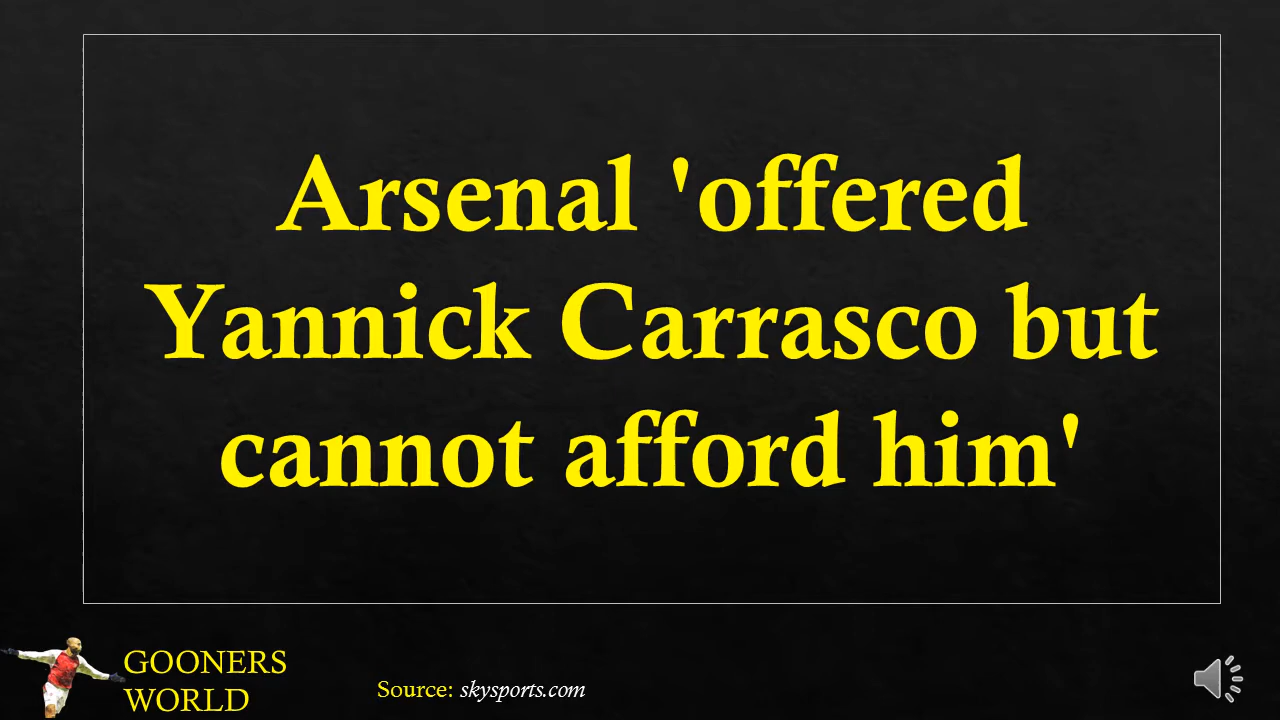 Arsenal 'offered
Yannick Carrasco but
cannot afford him'
GOONERS
WORLD
Source: skysports.com